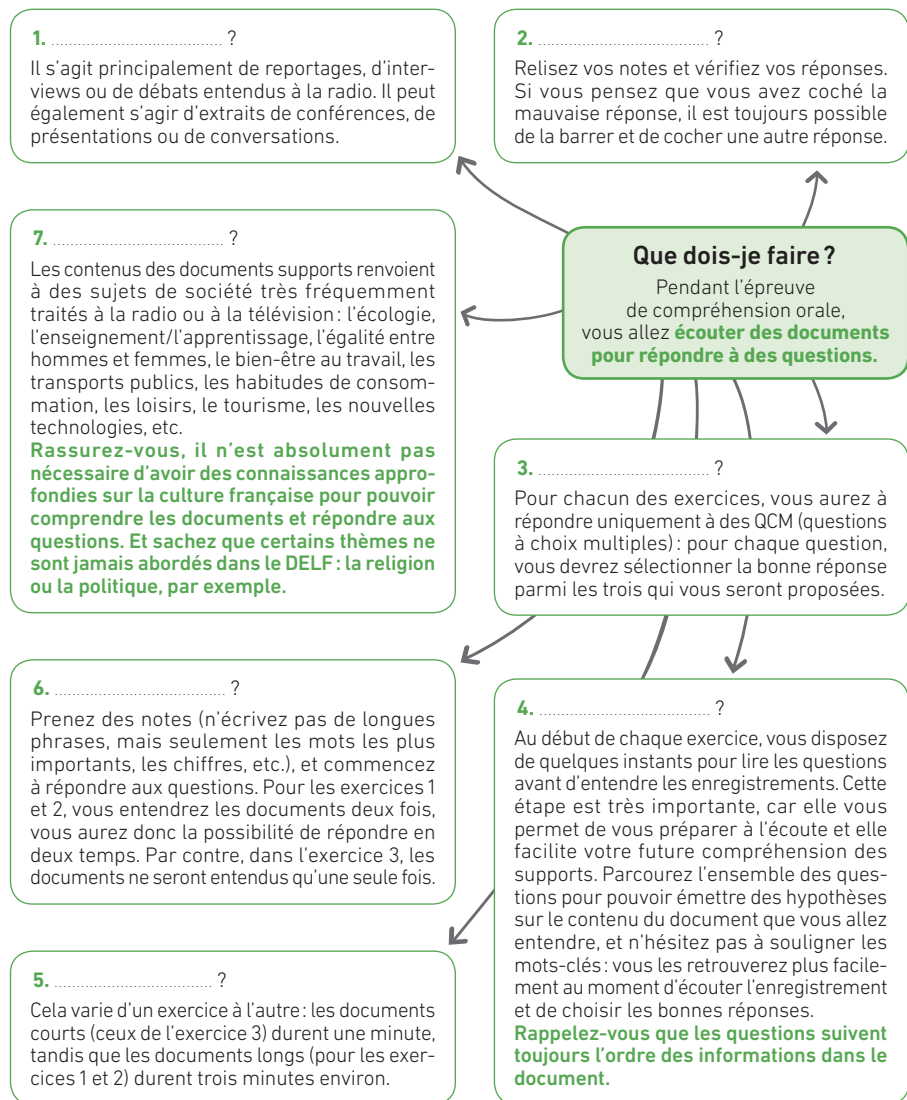 1. .......................................... ?
Il s'agit principalement de reportages, d'inter-
views ou de débats entendus à la radio. Il peut
également s'agir d'extraits de conférences, de
présentations ou de conversations.
2. .......................................... ?
Relisez vos notes et vérifiez vos réponses.
Si vous pensez que vous avez coché la
mauvaise réponse, il est toujours possible
de la barrer et de cocher une autre réponse.
7. .......................................... ?
Les contenus des documents supports renvoient
à des sujets de société très fréquemment
traités à la radio ou à la télévision : l'écologie,
l'enseignement/l'apprentissage, l'égalité entre
hommes et femmes, le bien-être au travail, les
transports publics, les habitudes de consom-
mation, les loisirs, le tourisme, les nouvelles
technologies, etc.
Rassurez-vous, il n'est absolument pas
nécessaire d'avoir des connaissances appro-
fondies sur la culture française pour pouvoir
comprendre les documents et répondre aux
questions. Et sachez que certains thèmes ne
sont jamais abordés dans le DELF : la religion
ou la politique, par exemple.
Que dois-je faire ?
Pendant l'épreuve
de compréhension orale,
vous allez écouter des documents
pour répondre à des questions.
3. .......................................... ?
Pour chacun des exercices, vous aurez à
répondre uniquement à des QCM (questions
à choix multiples) : pour chaque question,
vous devrez sélectionner la bonne réponse
parmi les trois qui vous seront proposées.
6. .......................................... ?
Prenez des notes (n'écrivez pas de longues
phrases, mais seulement les mots les plus
importants, les chiffres, etc.), et commencez
à répondre aux questions. Pour les exercices 1
et 2, vous entendrez les documents deux fois,
vous aurez donc la possibilité de répondre en
deux temps. Par contre, dans l'exercice 3, les
documents ne seront entendus qu'une seule fois.
4. .......................................... ?
Au début de chaque exercice, vous disposez
de quelques instants pour lire les questions
avant d'entendre les enregistrements. Cette
étape est très importante, car elle vous
permet de vous préparer à l'écoute et elle
facilite votre future compréhension des
supports. Parcourez l'ensemble des ques-
tions pour pouvoir émettre des hypothèses
sur le contenu du document que vous allez
entendre, et n'hésitez pas à souligner les
mots-clés : vous les retrouverez plus facile-
ment au moment d'écouter l'enregistrement
et de choisir les bonnes réponses.
Rappelez-vous que les questions suivent
toujours l'ordre des informations dans le
document.
5. ....................................... ?
Cela varie d'un exercice à l'autre : les documents
courts (ceux de l'exercice 3) durent une minute,
tandis que les documents longs (pour les exer-
cices 1 et 2) durent trois minutes environ.